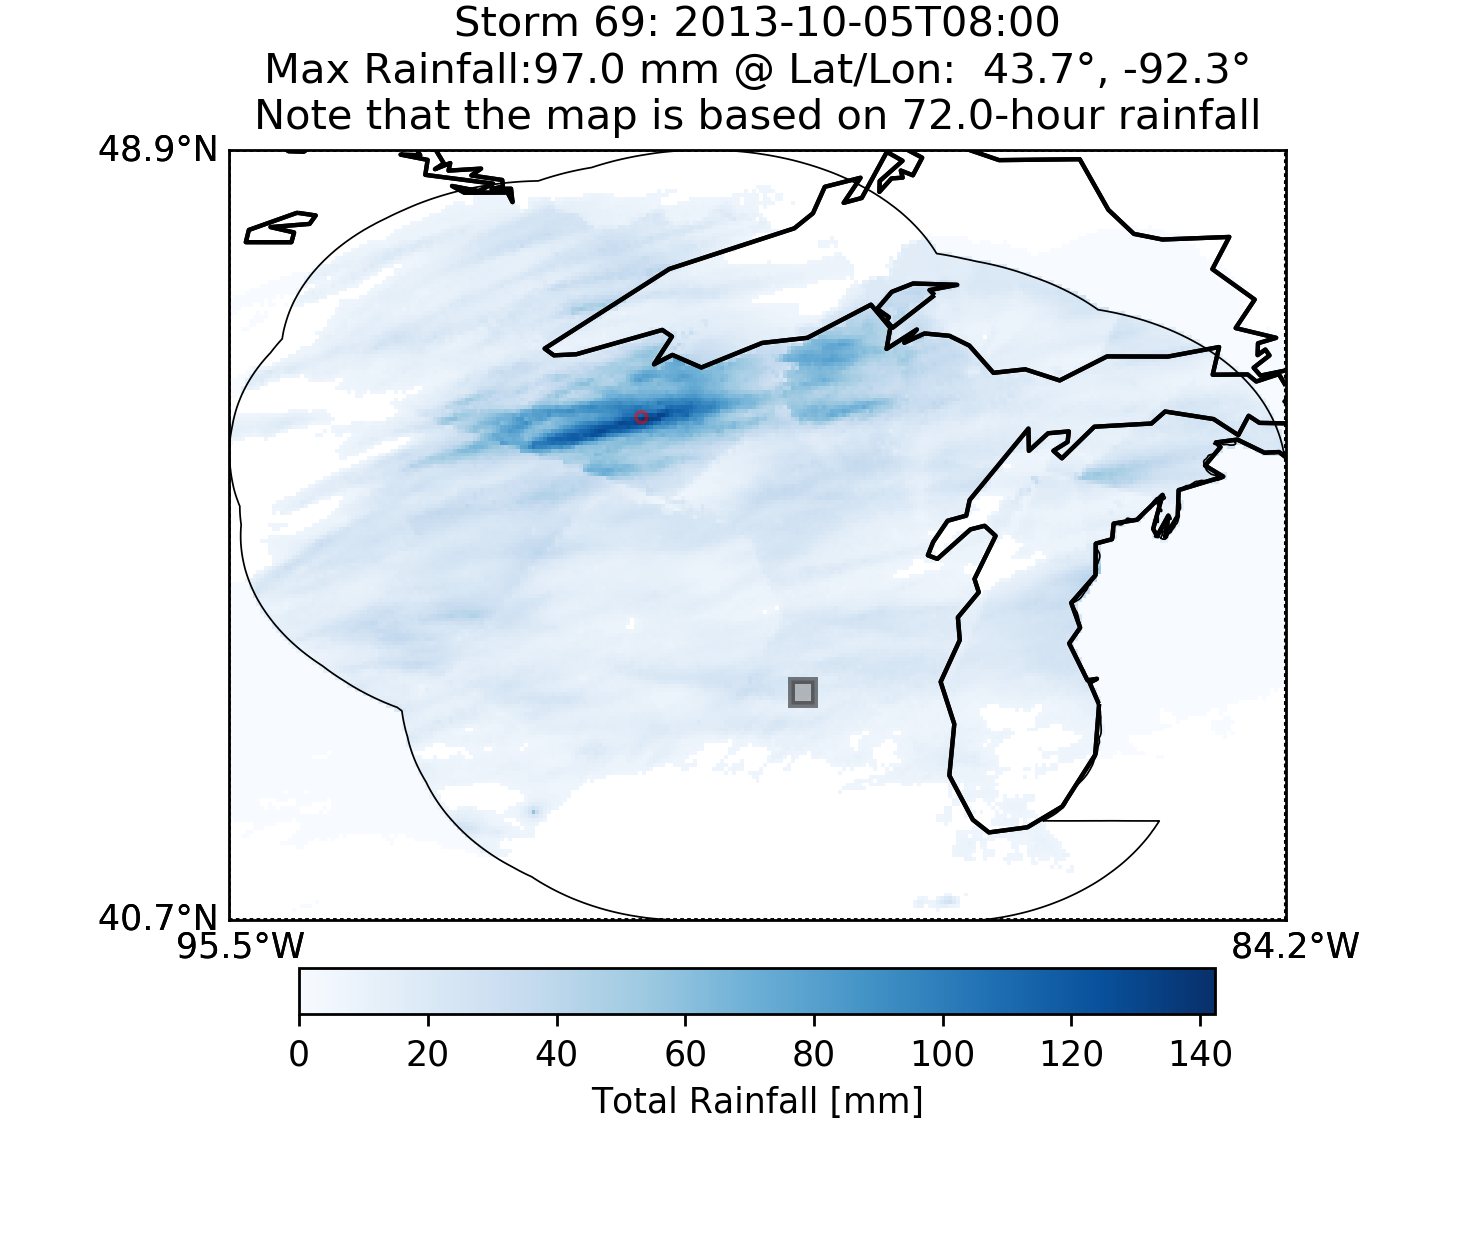 Storm 69: 2013-10-05T08:00
Max Rainfall:97.0 mm @ Lat/Lon:  43.7°, -92.3°
Note that the map is based on 72.0-hour rainfall
48.9°N
40.7°N
95.5°W 84.2°W
0 20 40 60 80 100 120 140
Total Rainfall [mm]